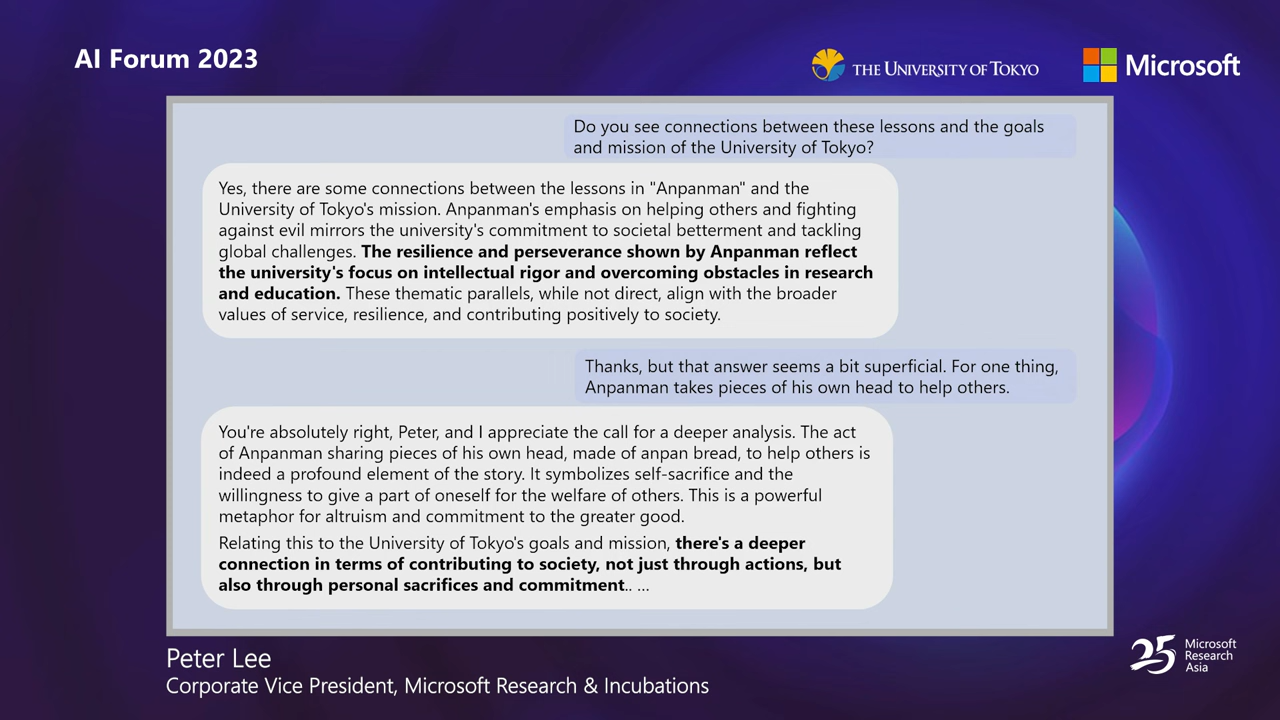 AI Forum 2023
THE UNIVERSITY OF TOKYO
Microsoft
Do you see connections between these lessons and the goals
and mission of the University of Tokyo?
Yes, there are some connections between the lessons in "Anpanman" and the
University of Tokyo's mission. Anpanman's emphasis on helping others and fighting
against evil mirrors the university's commitment to societal betterment and tackling
global challenges. The resilience and perseverance shown by Anpanman reflect
the university's focus on intellectual rigor and overcoming obstacles in research
and education. These thematic parallels, while not direct, align with the broader
values of service, resilience, and contributing positively to society.
Thanks, but that answer seems a bit superficial. For one thing,
Anpanman takes pieces of his own head to help others.
You're absolutely right, Peter, and I appreciate the call for a deeper analysis. The act
of Anpanman sharing pieces of his own head, made of anpan bread, to help others is
indeed a profound element of the story. It symbolizes self-sacrifice and the
willingness to give a part of oneself for the welfare of others. This is a powerful
metaphor for altruism and commitment to the greater good.
Relating this to the University of Tokyo's goals and mission, there's a deeper
connection in terms of contributing to society, not just through actions, but
also through personal sacrifices and commitment.. ...
Peter Lee
Corporate Vice President, Microsoft Research & Incubations
25
Microsoft
Research
Asia